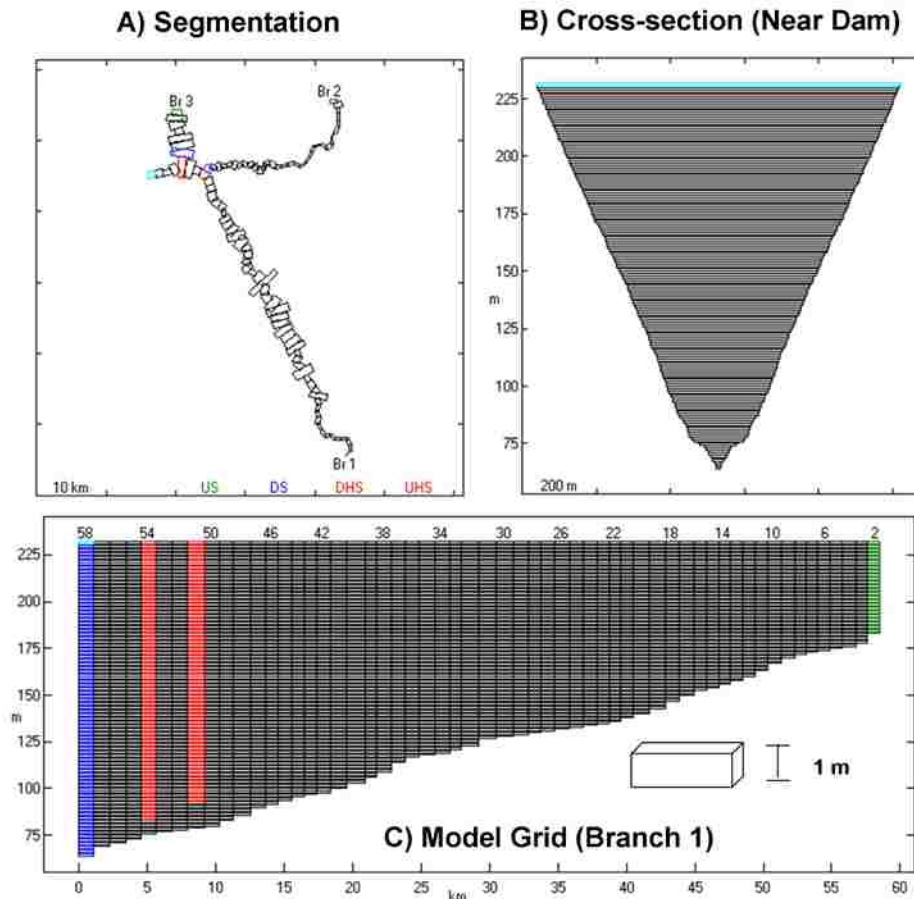 A) Segmentation
B) Cross-section (Near Dam)
Br 3
Br 2
Br 1
10 km
US
DS
DHS
UHS
225
200
175
150
m
125
100
75
200 m
58 54 50 46 42 38 34 30 26 22 18 14 10 6 2
225
200
175
150
m
125
100
75
1 m
C) Model Grid (Branch 1)
0 5 10 15 20 25 30 35 40 45 50 55 60
km